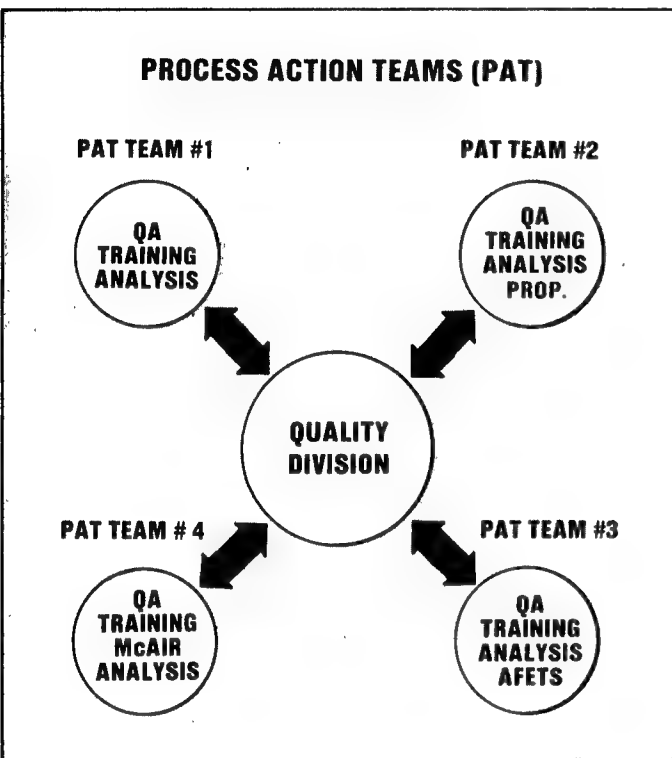 PROCESS ACTION TEAMS (PAT)
PAT TEAM #1
QA
TRAINING
ANALYSIS
PAT TEAM #2
QA
TRAINING
ANALYSIS
PROP.
QUALITY
DIVISION
PAT TEAM # 4
QA
TRAINING
McAIR
ANALYSIS
PAT TEAM #3
QA
TRAINING
ANALYSIS
AFETS